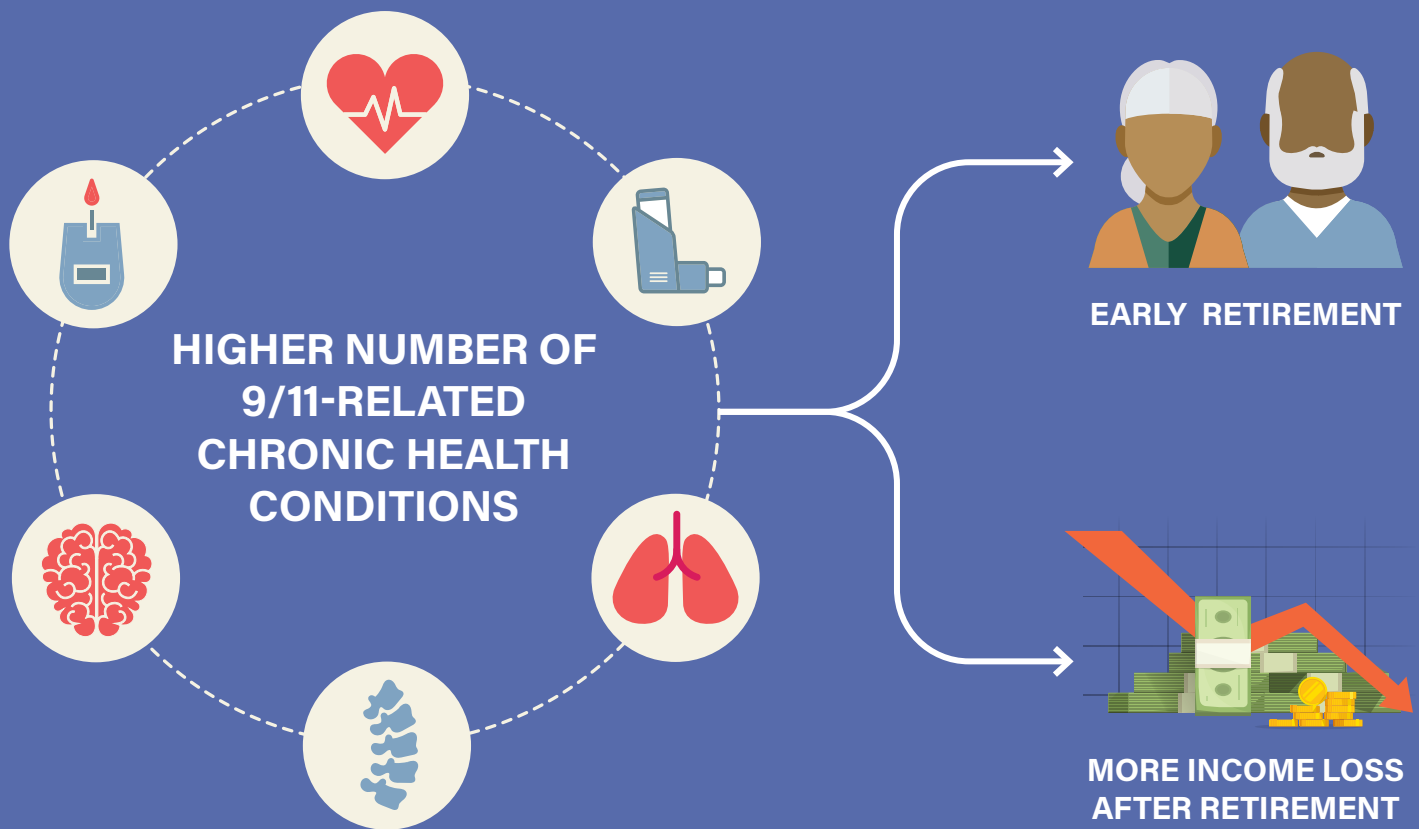 HIGHER NUMBER OF
9/11-RELATED
CHRONIC HEALTH
CONDITIONS
EARLY RETIREMENT
MORE INCOME LOSS
AFTER RETIREMENT